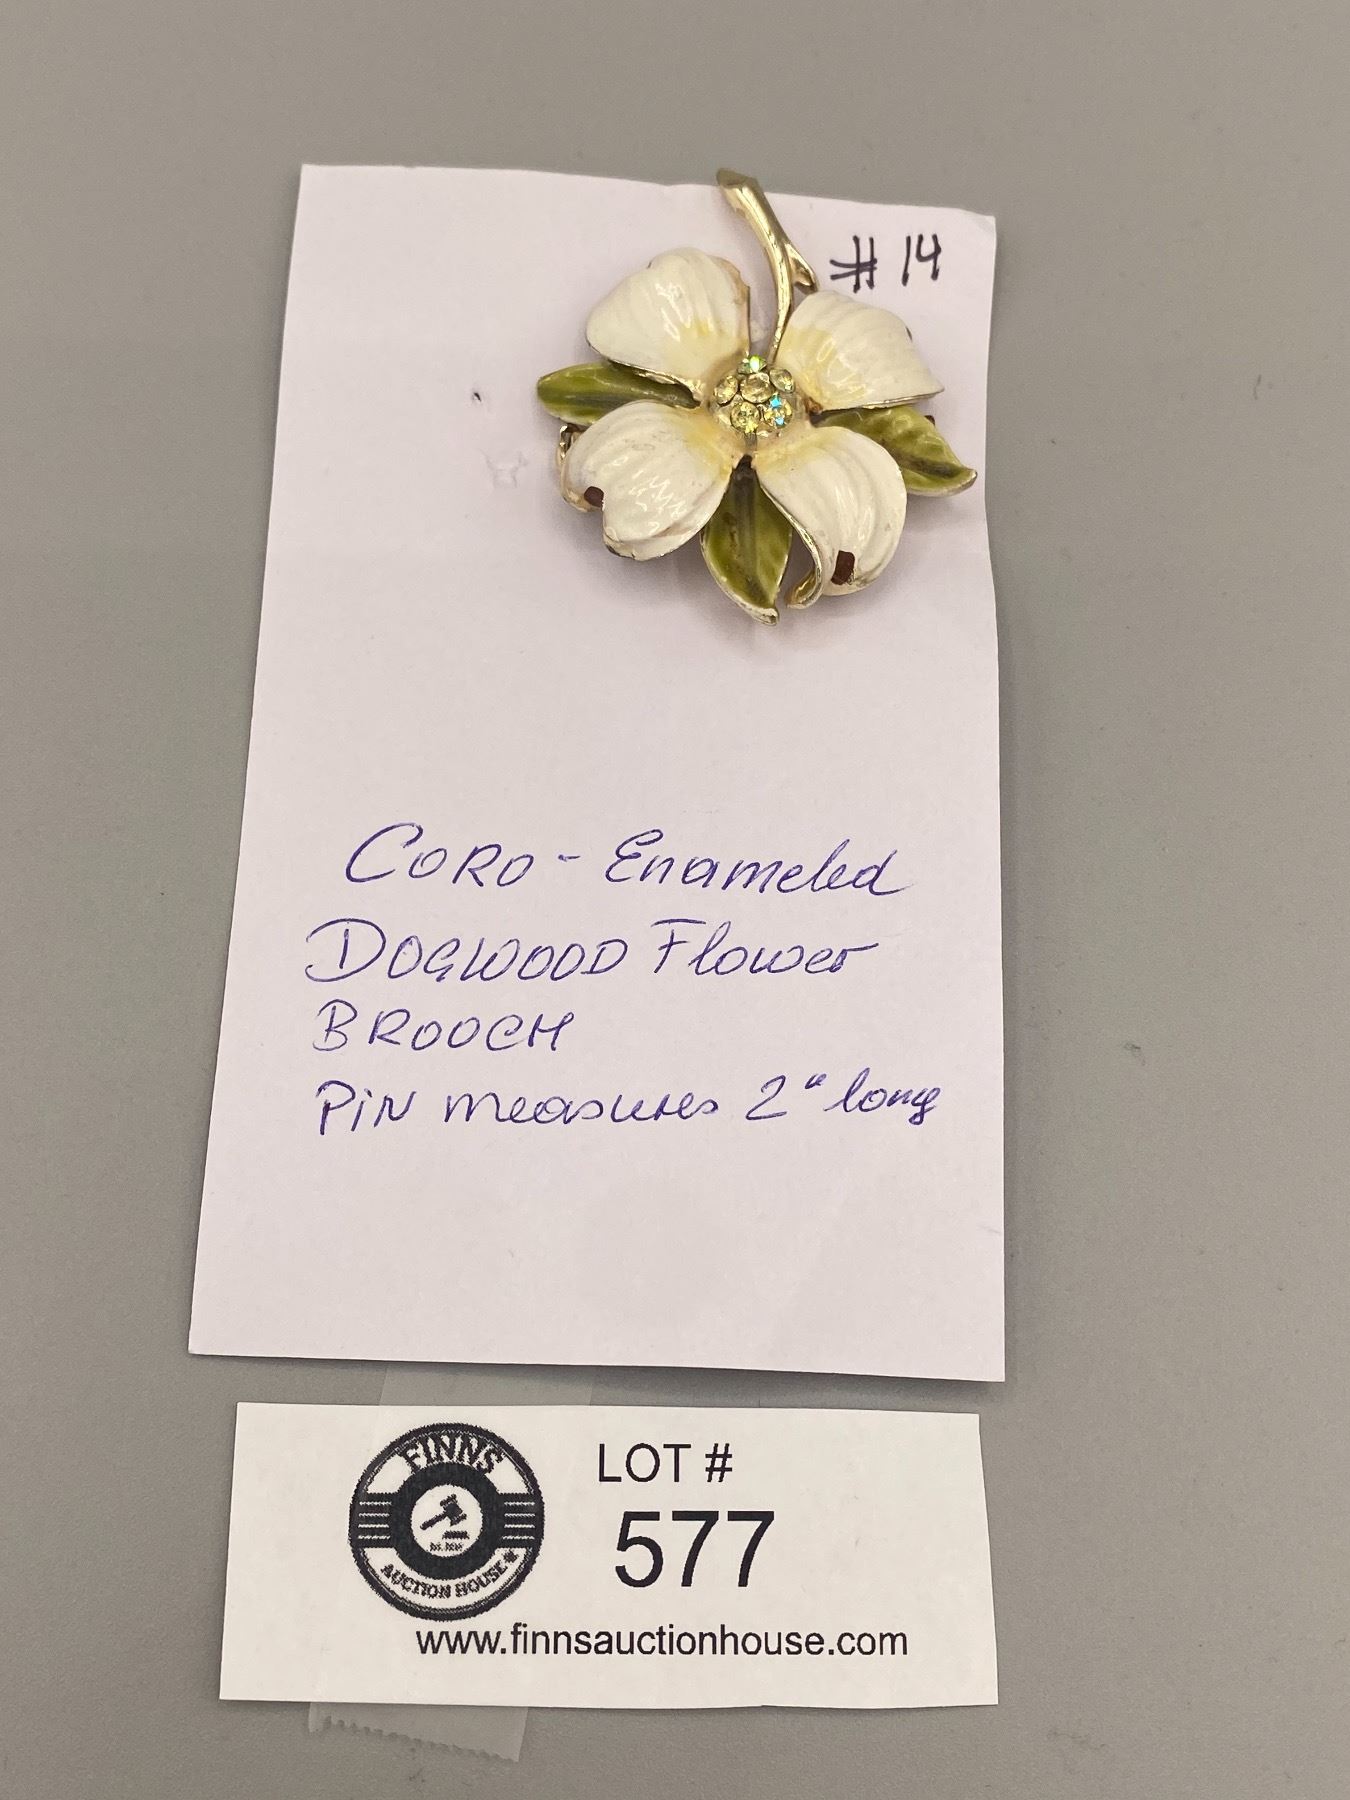 # 14
CORO - Enameled
DOGWOOD Flower
BROOCH
PiN measures 2" long
FINNS
AUCTION HOUSE
LOT #
577
www.finnsauctionhouse.com